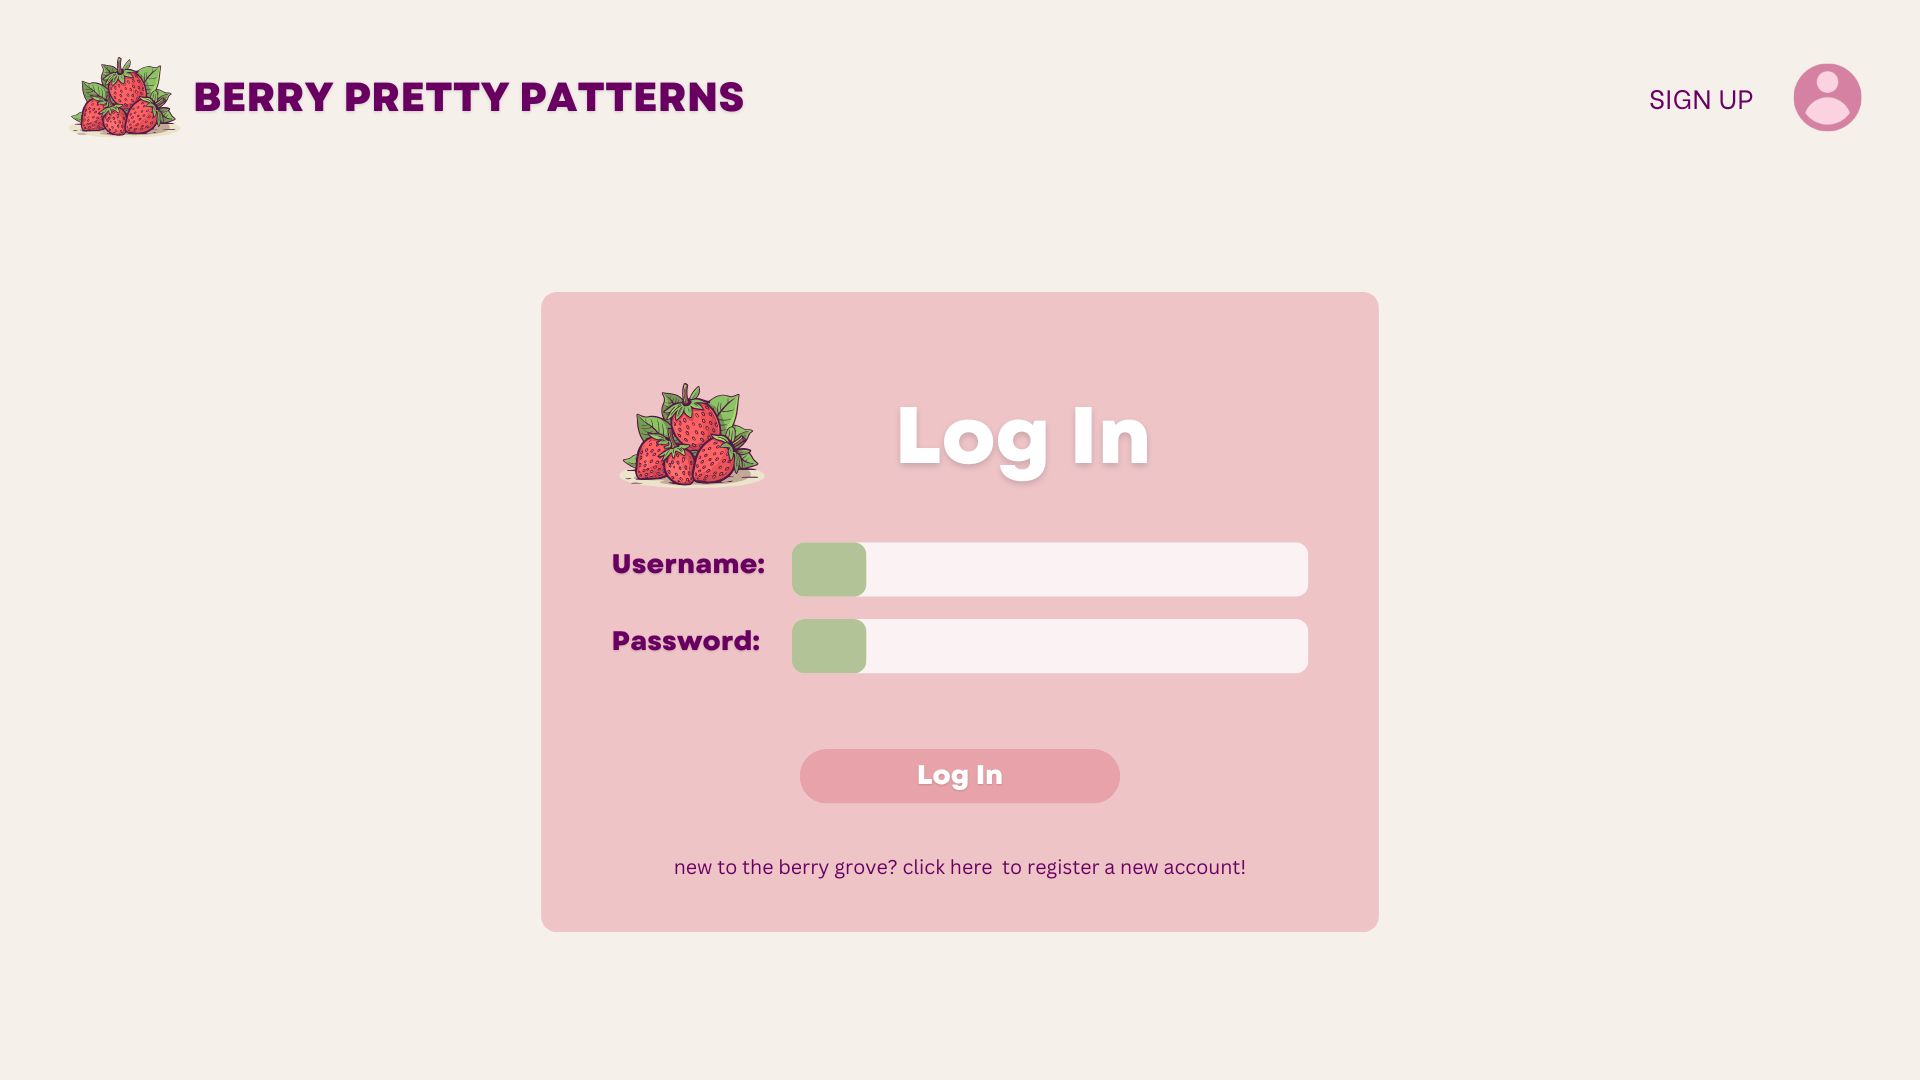 BERRY PRETTY PATTERNS
SIGN UP
Log In
Username:
Password:
Log In
new to the berry grove? click here  to register a new account!